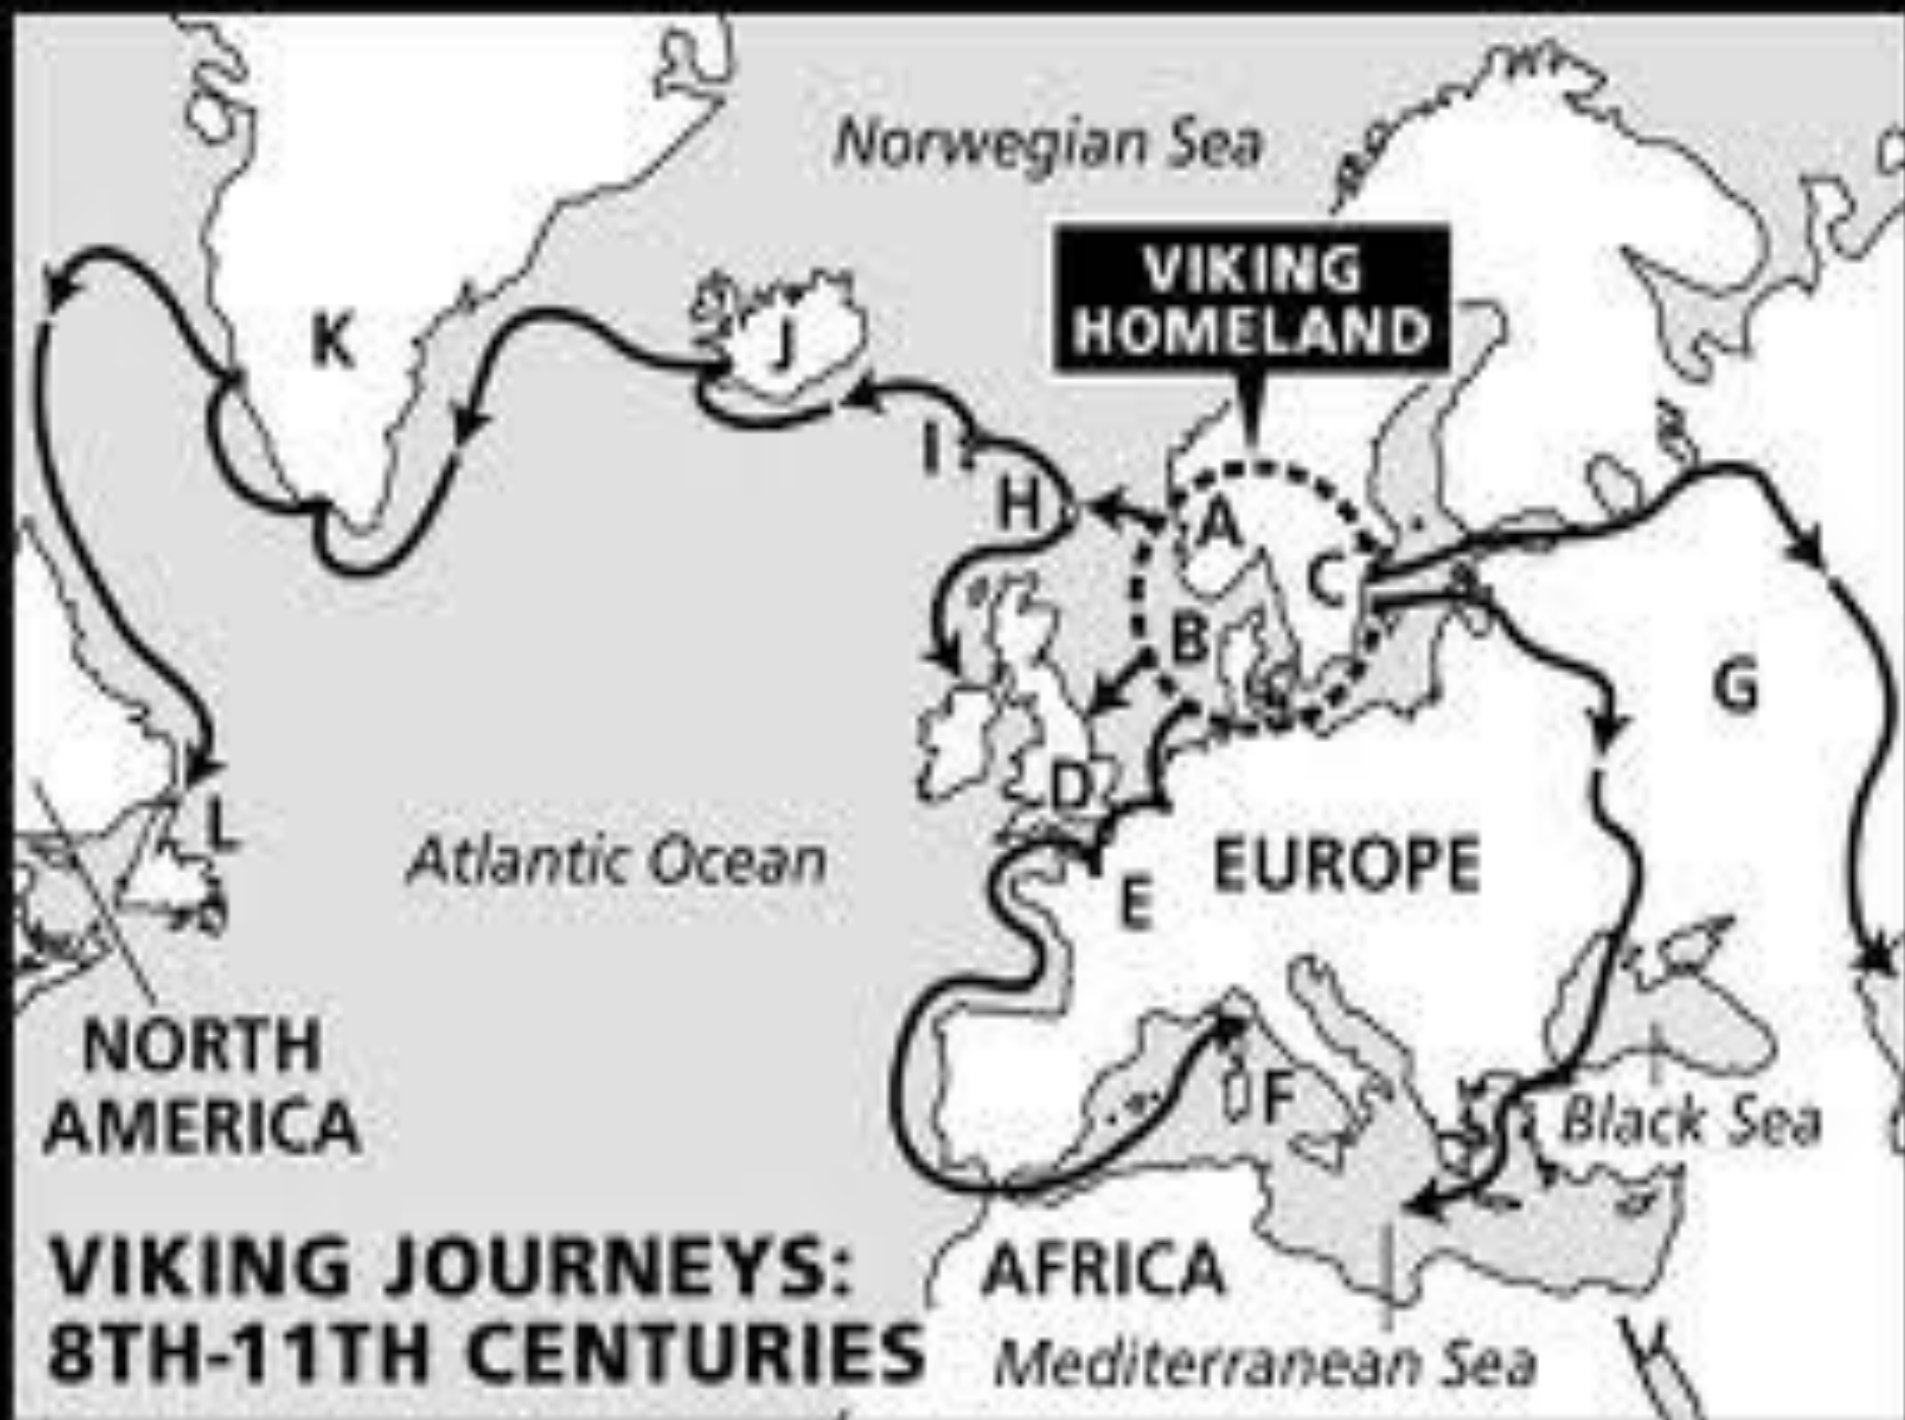 Norwegian Sea
VIKING
HOMELAND
K
J
I
H
A
C
B
G
D
L
Atlantic Ocean
EUROPE
E
NORTH
AMERICA
F
Black Sea
VIKING JOURNEYS:
8TH-11TH CENTURIES
AFRICA
Mediterranean Sea